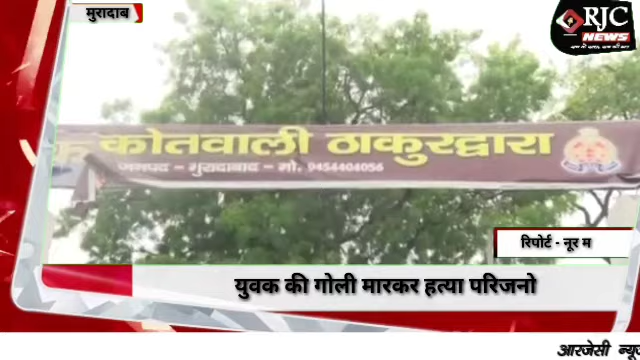 मुरादाब
RJC
NEWS
कोतवाली ठाकुरद्वारा
जनपद - मुरादाबाद - मो. 9454404056
रिपोर्ट - नूर म
युवक की गोली मारकर हत्या परिजनो
आरजेसी न्यूज